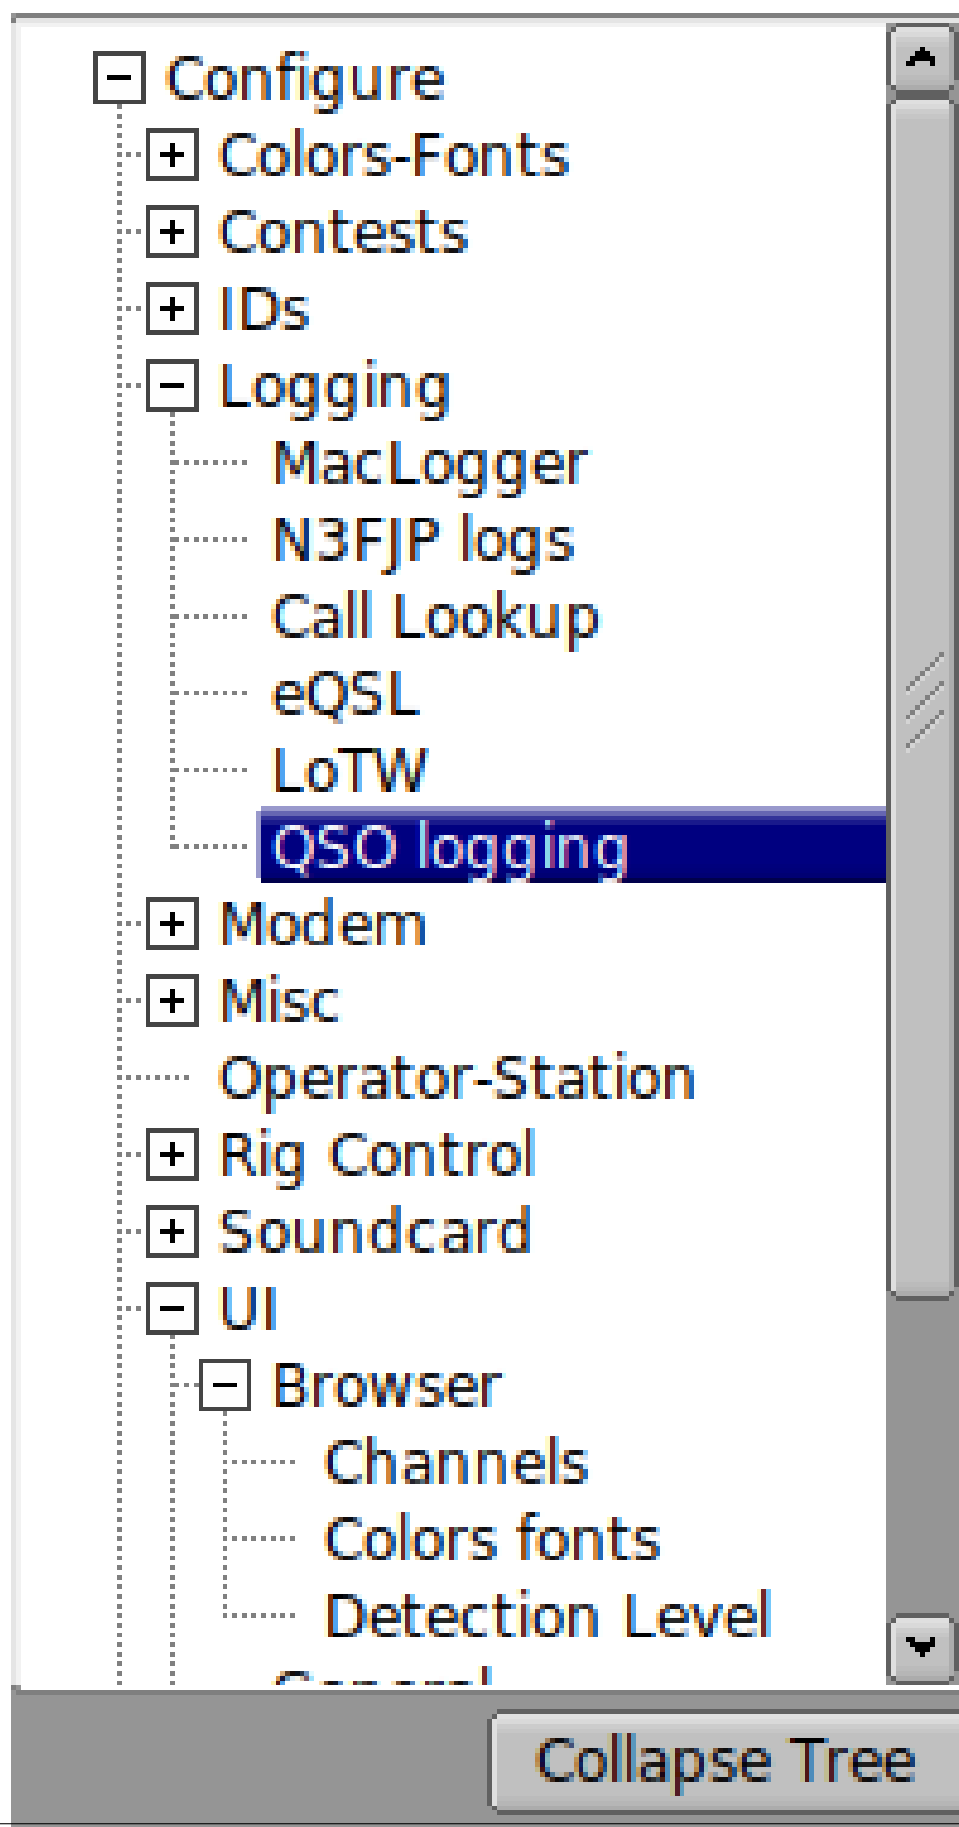 Configure
Colors-Fonts
Contests
IDs
Logging
MacLogger
N3FJP logs
Call Lookup
eQSL
LoTW
QSO logging
Modem
Misc
Operator-Station
Rig Control
Soundcard
UI
Browser
Channels
Colors fonts
Detection Level
General
Collapse Tree